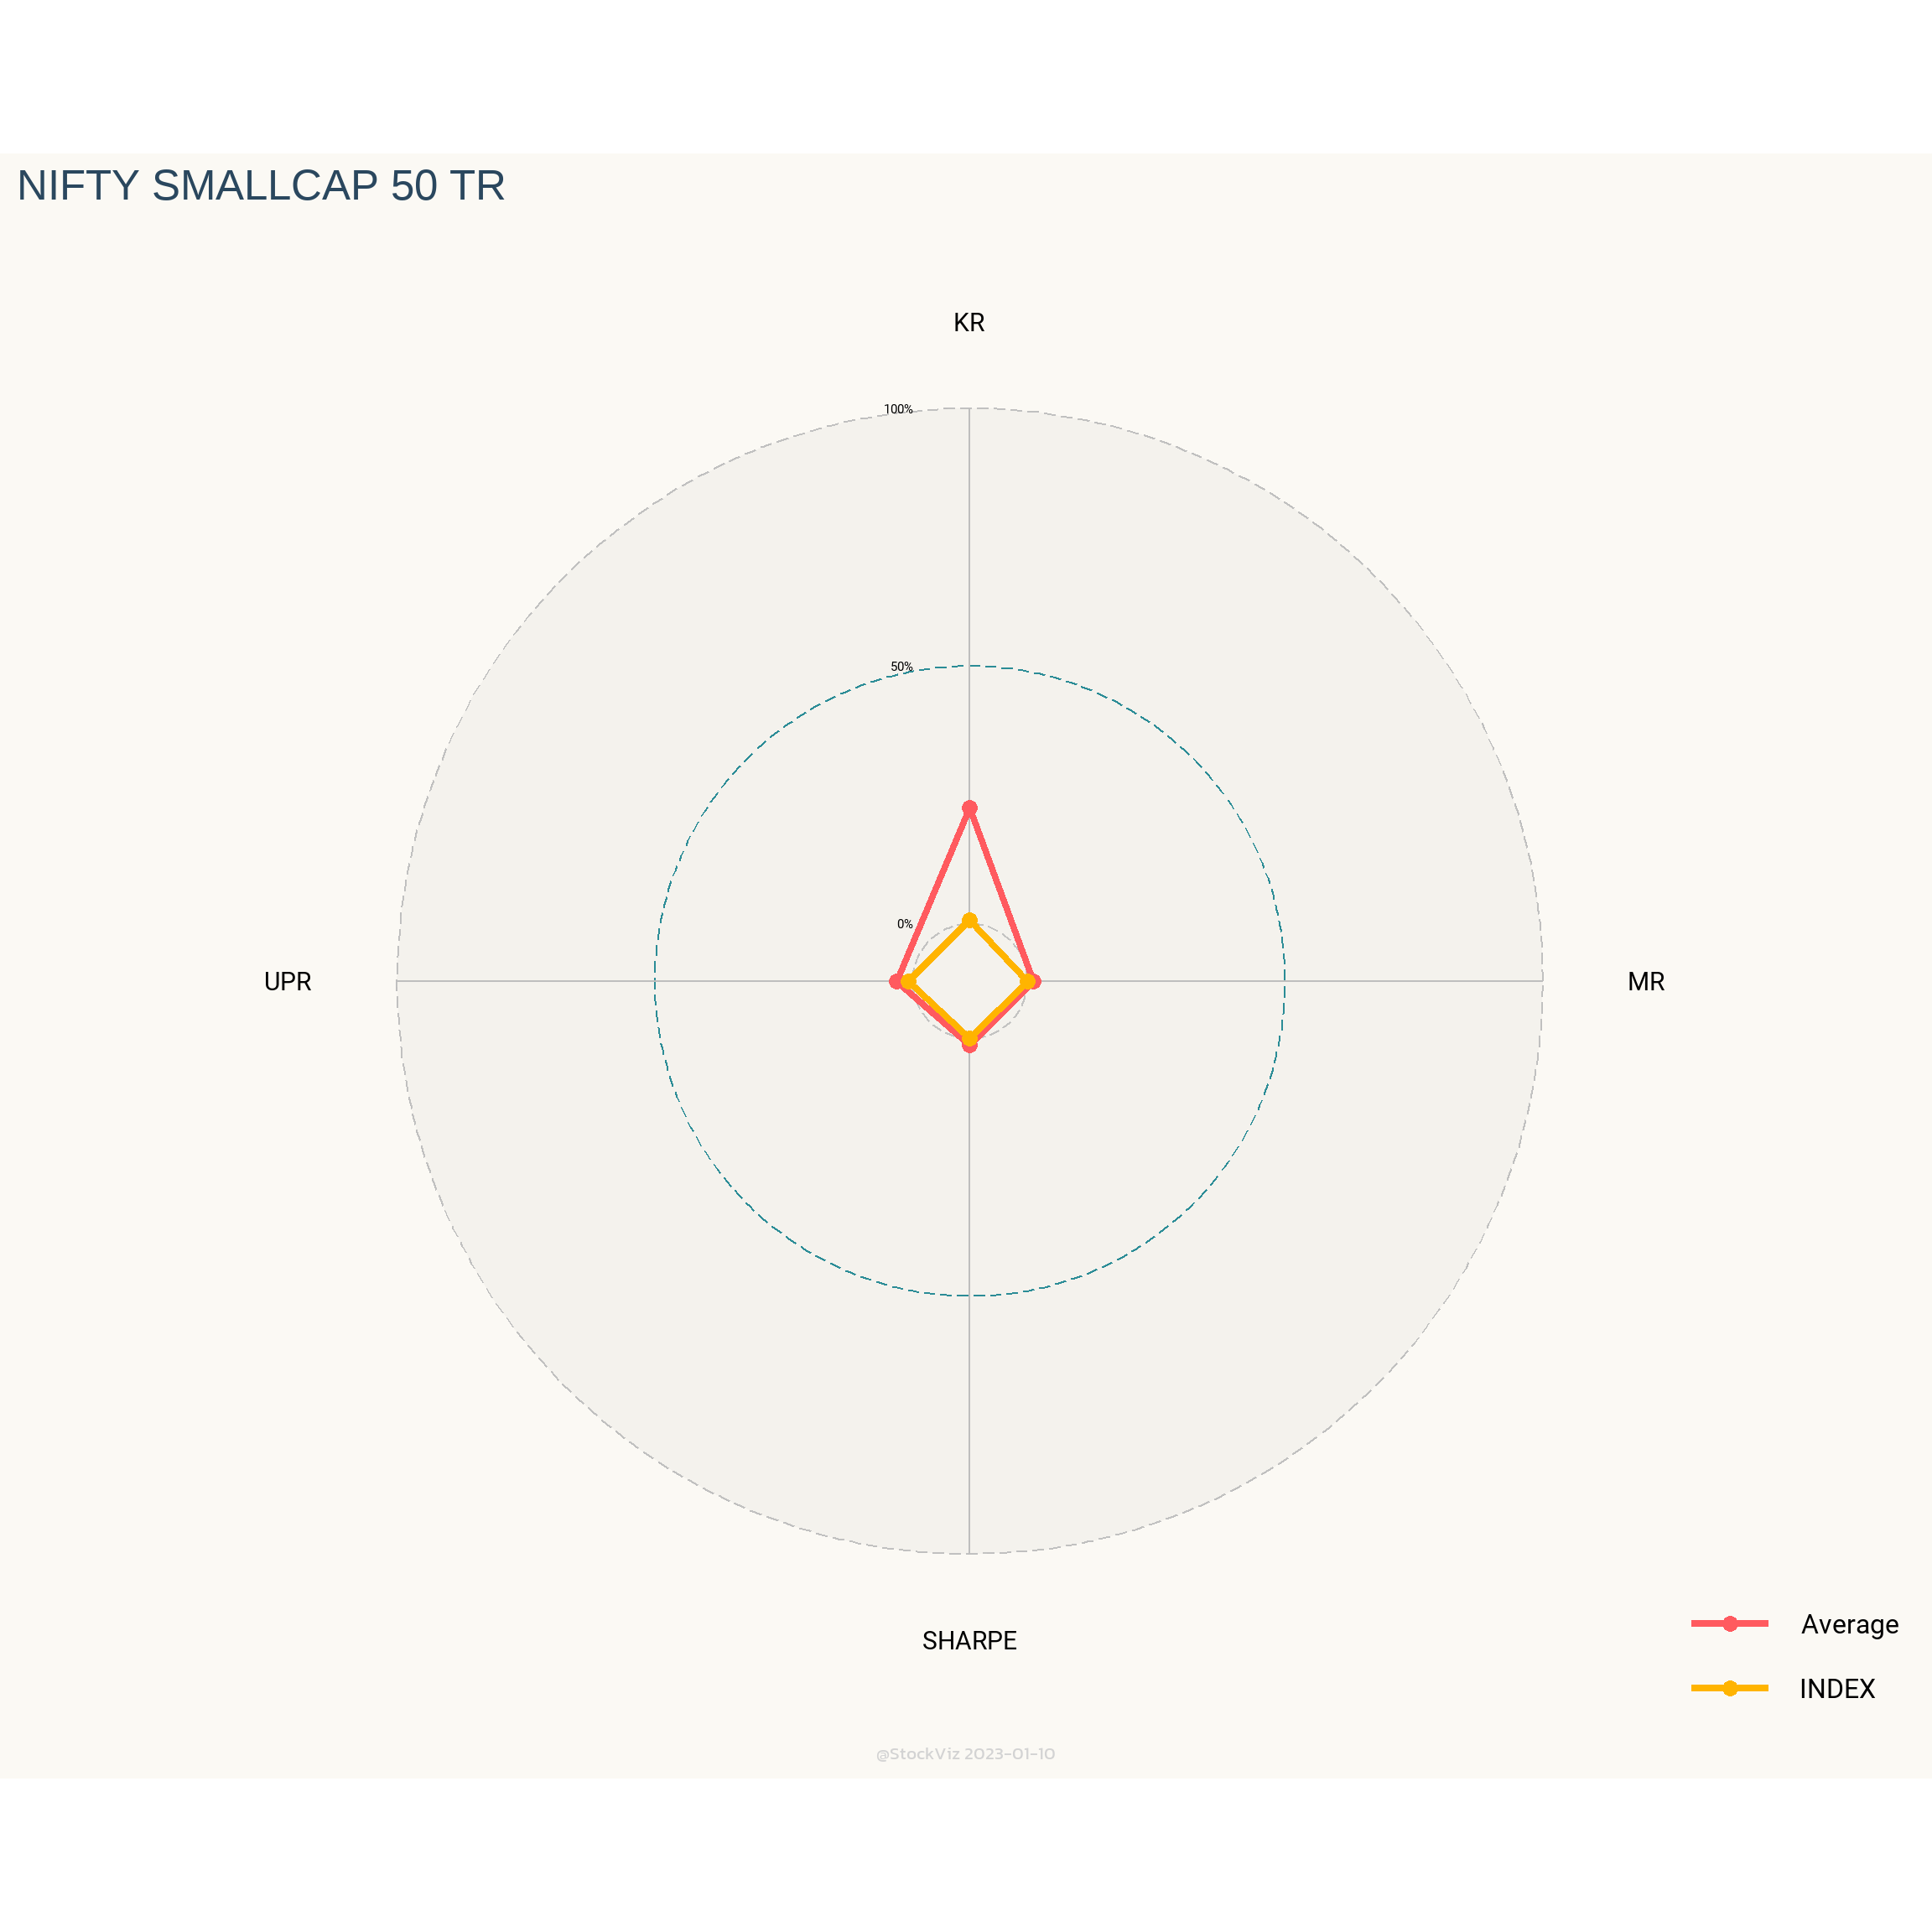 NIFTY SMALLCAP 50 TR
KR
100%
50%
0%
UPR
MR
SHARPE
Average
INDEX
@StockViz 2023-01-10